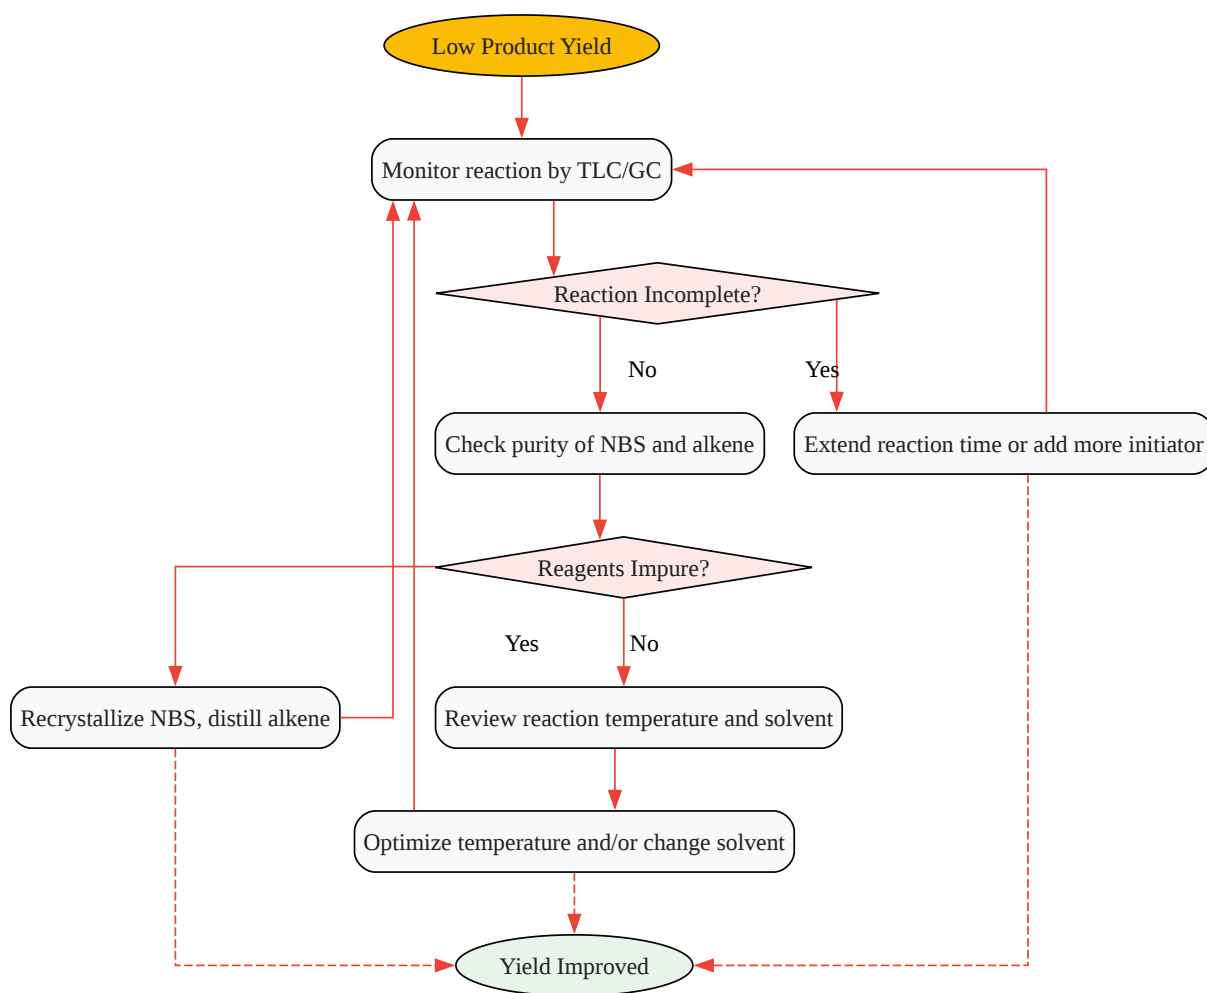 Low Product Yield
Monitor reaction by TLC/GC
Reaction Incomplete?
No
Yes
Check purity of NBS and alkene
Extend reaction time or add more initiator
Reagents Impure?
Yes
No
Recrystallize NBS, distill alkene
Review reaction temperature and solvent
Optimize temperature and/or change solvent
Yield Improved